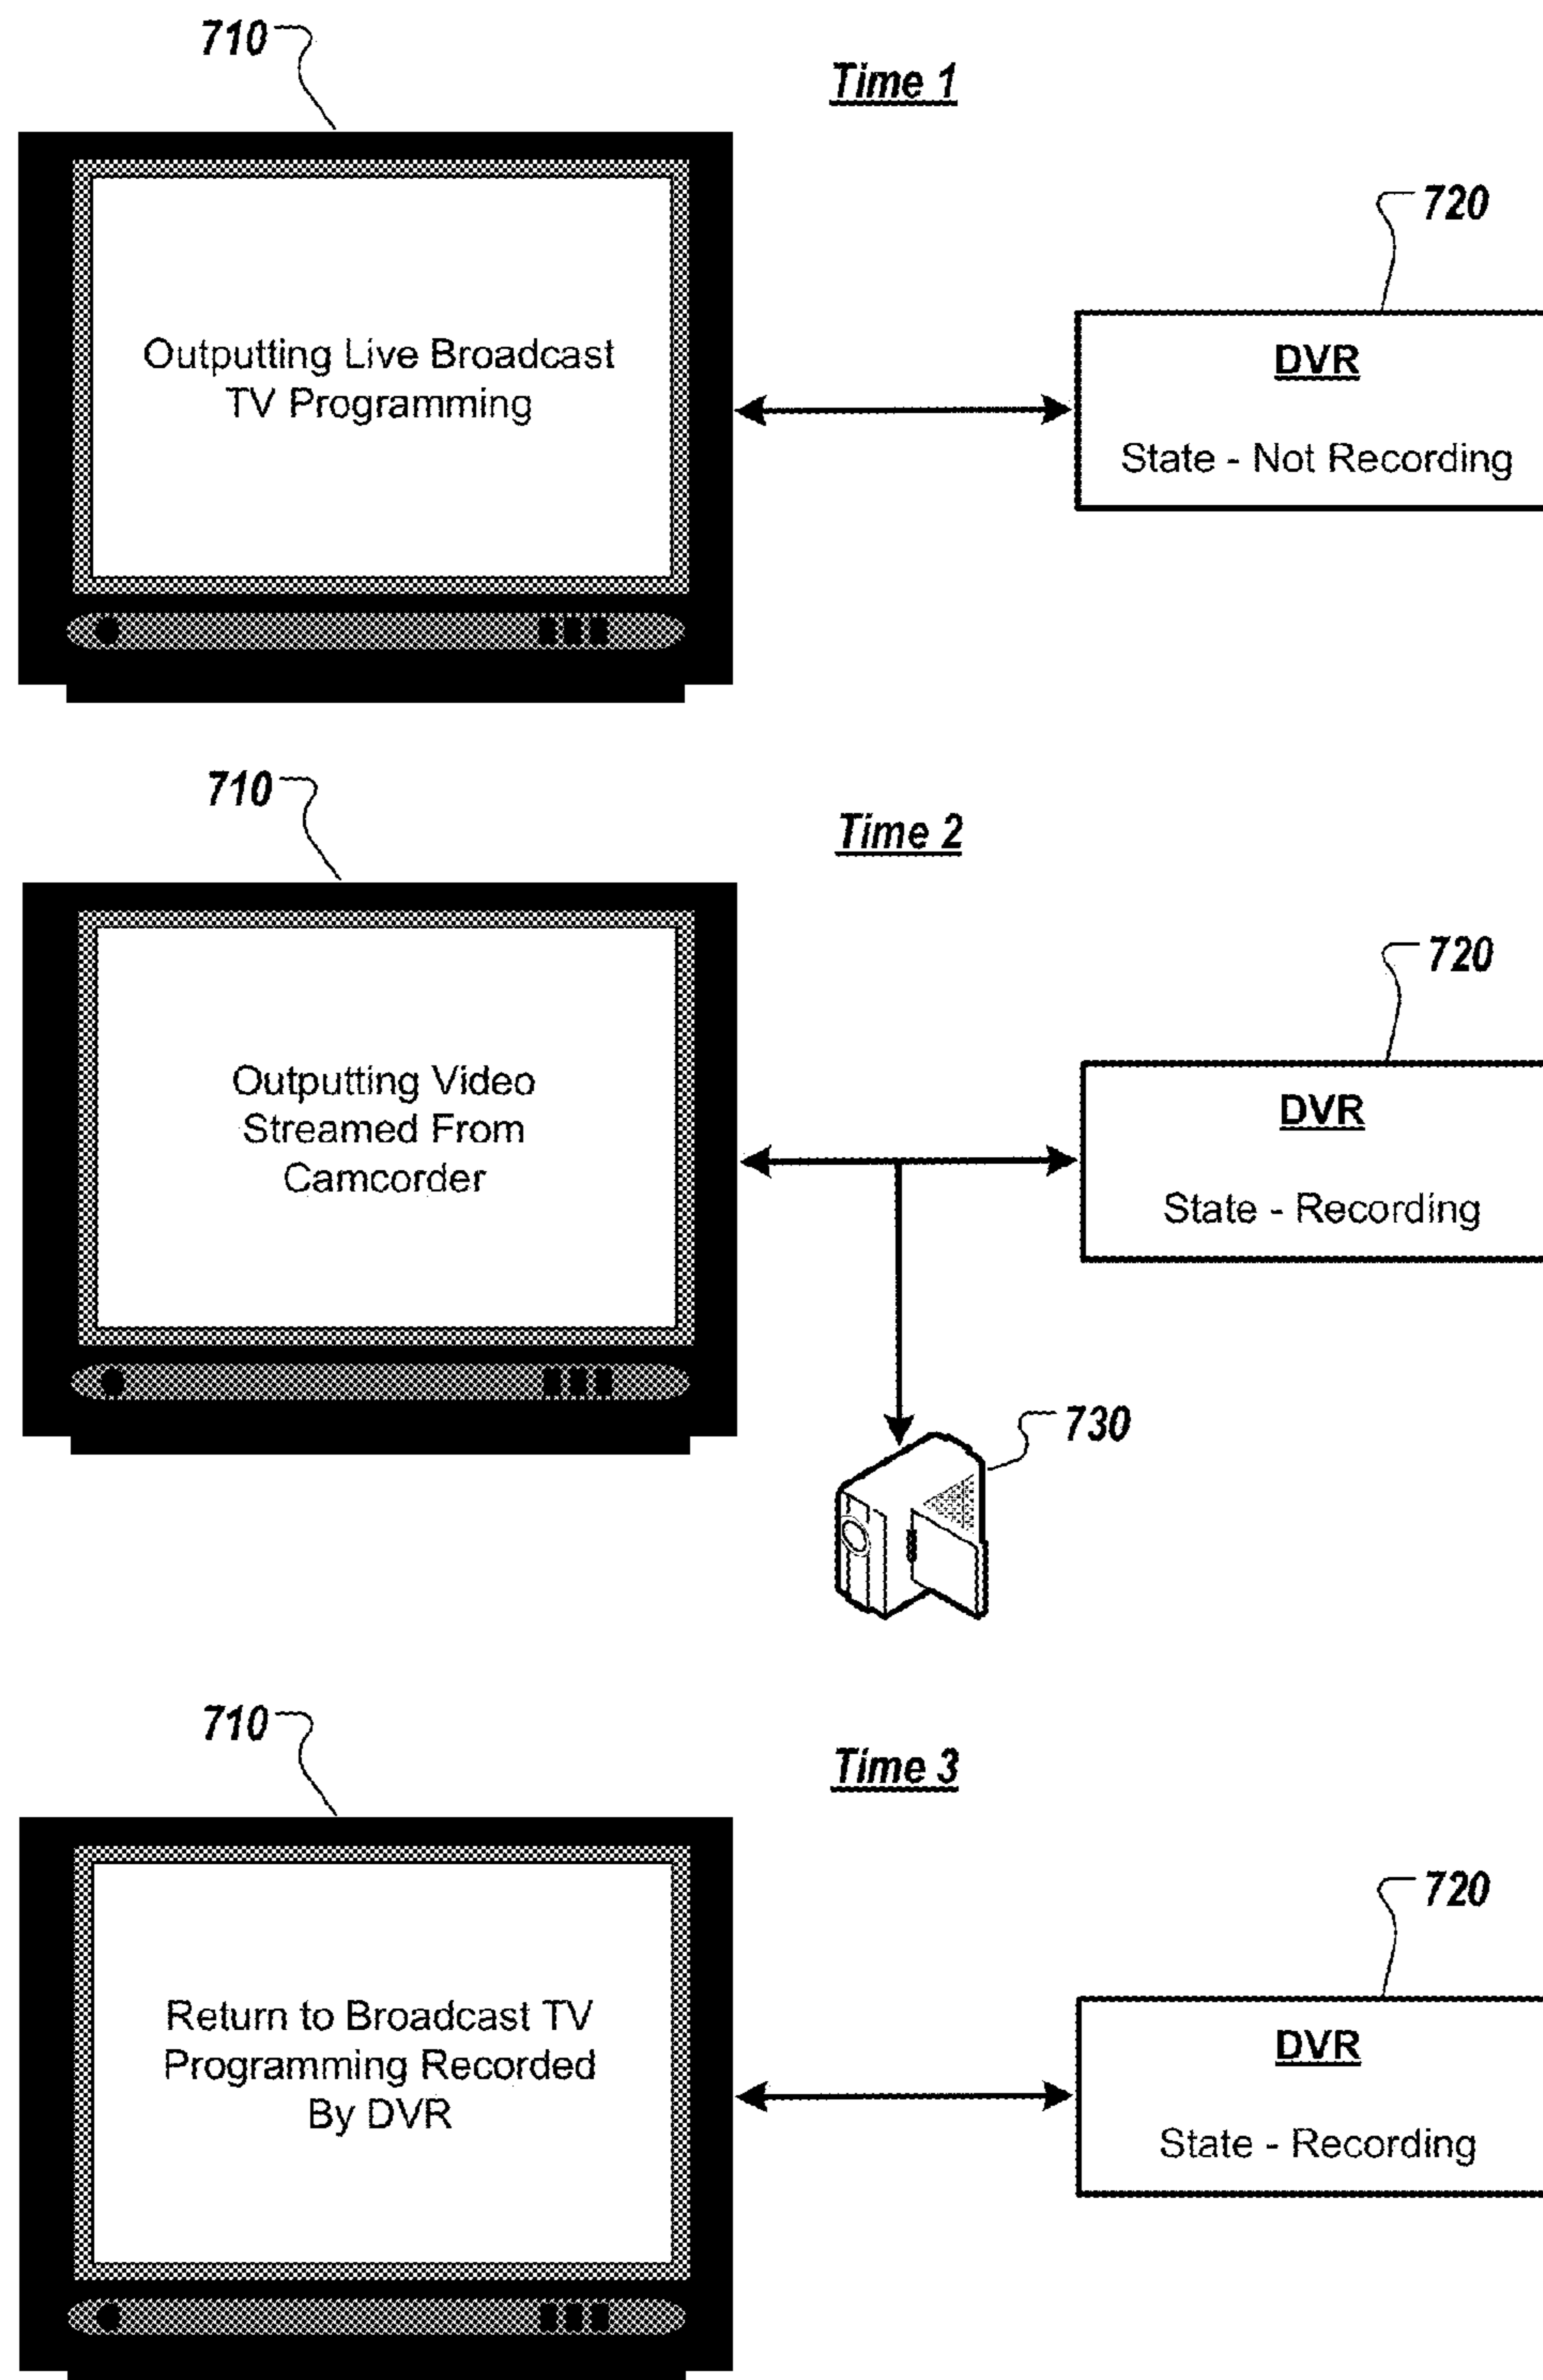 710
Time 1
720
Outputting Live Broadcast
TV Programming
DVR
State - Not Recording
710
Time 2
720
Outputting Video
Streamed From
Camcorder
DVR
State - Recording
730
710
Time 3
720
Return to Broadcast TV
Programming Recorded
By DVR
DVR
State - Recording